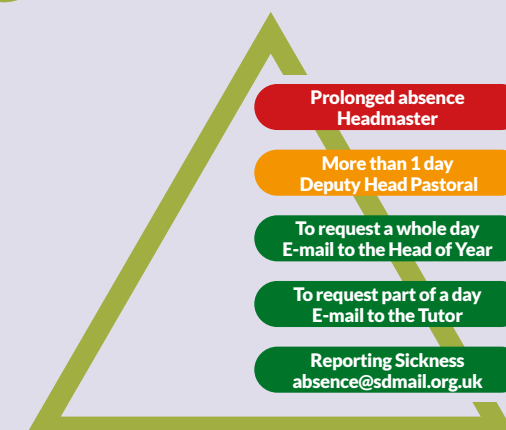 Prolonged absence
Headmaster
More than 1 day
Deputy Head Pastoral
To request a whole day
E-mail to the Head of Year
To request part of a day
E-mail to the Tutor
Reporting Sickness
absence@sdmail.org.uk